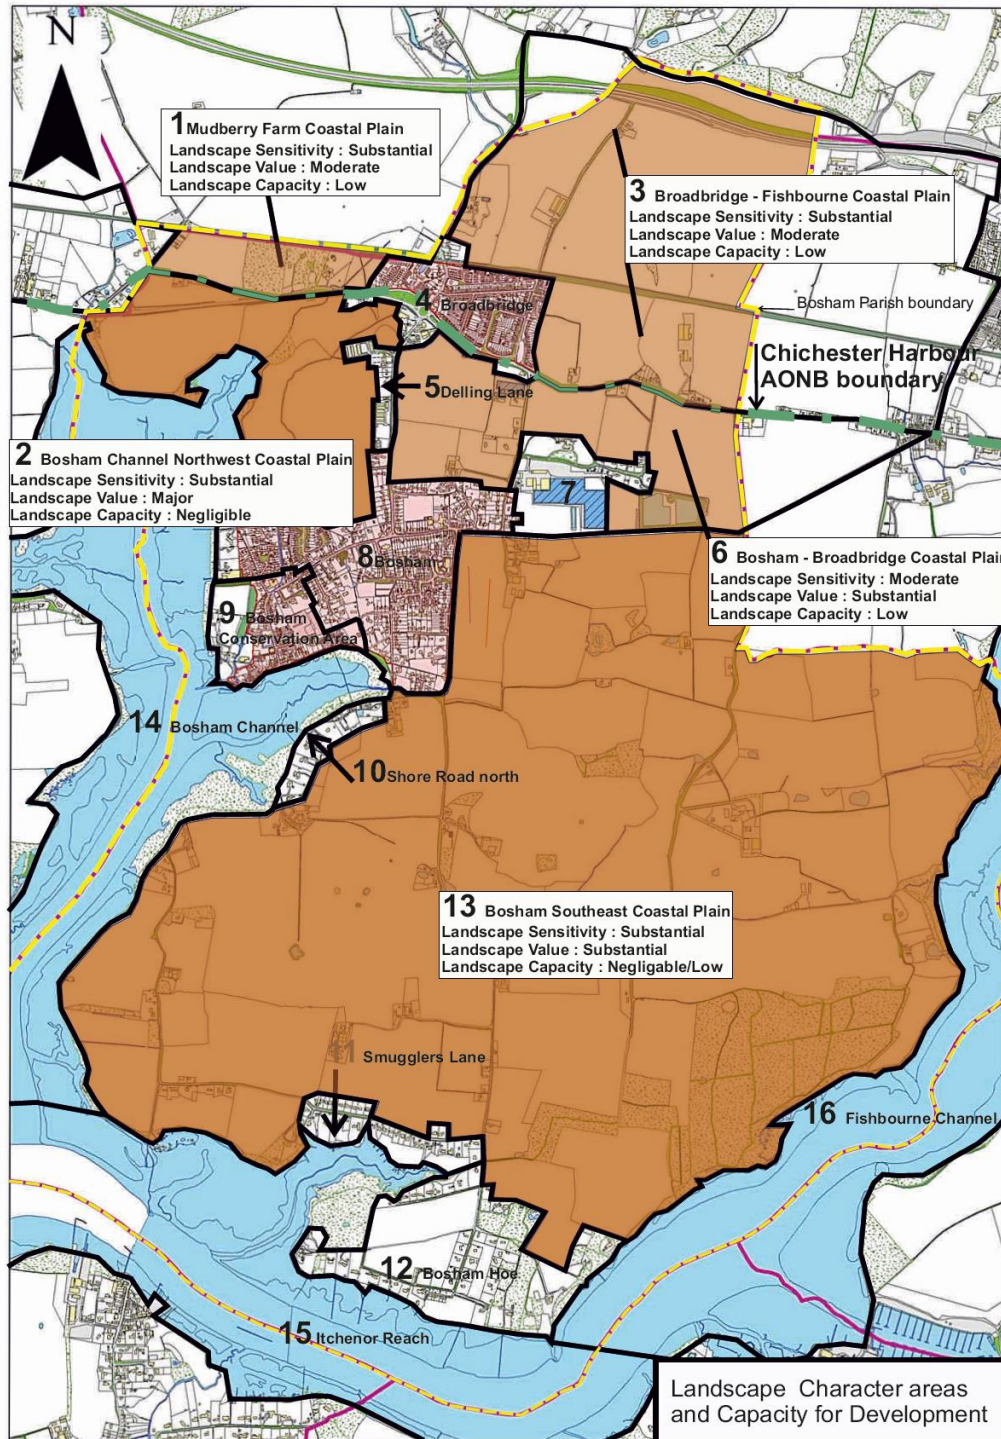 N
1 Mudberry Farm Coastal Plain
Landscape Sensitivity : Substantial
Landscape Value : Moderate
Landscape Capacity : Low
3 Broadbridge - Fishbourne Coastal Plain
Landscape Sensitivity : Substantial
Landscape Value : Moderate
Landscape Capacity : Low
4 Broadbridge
Bosham Parish boundary
Chichester Harbour
AONB boundary
5 Delling Lane
2 Bosham Channel Northwest Coastal Plain
Landscape Sensitivity : Substantial
Landscape Value : Major
Landscape Capacity : Negligible
7
6 Bosham - Broadbridge Coastal Plain
Landscape Sensitivity : Moderate
Landscape Value : Substantial
Landscape Capacity : Low
8 Bosham
9 Bosham
Conservation Area
14 Bosham Channel
10 Shore Road north
13 Bosham Southeast Coastal Plain
Landscape Sensitivity : Substantial
Landscape Value : Substantial
Landscape Capacity : Negligable/Low
11 Smugglers Lane
16 Fishbourne Channel
12 Bosham Hoe
15 Itchenor Reach
Landscape Character areas
and Capacity for Development